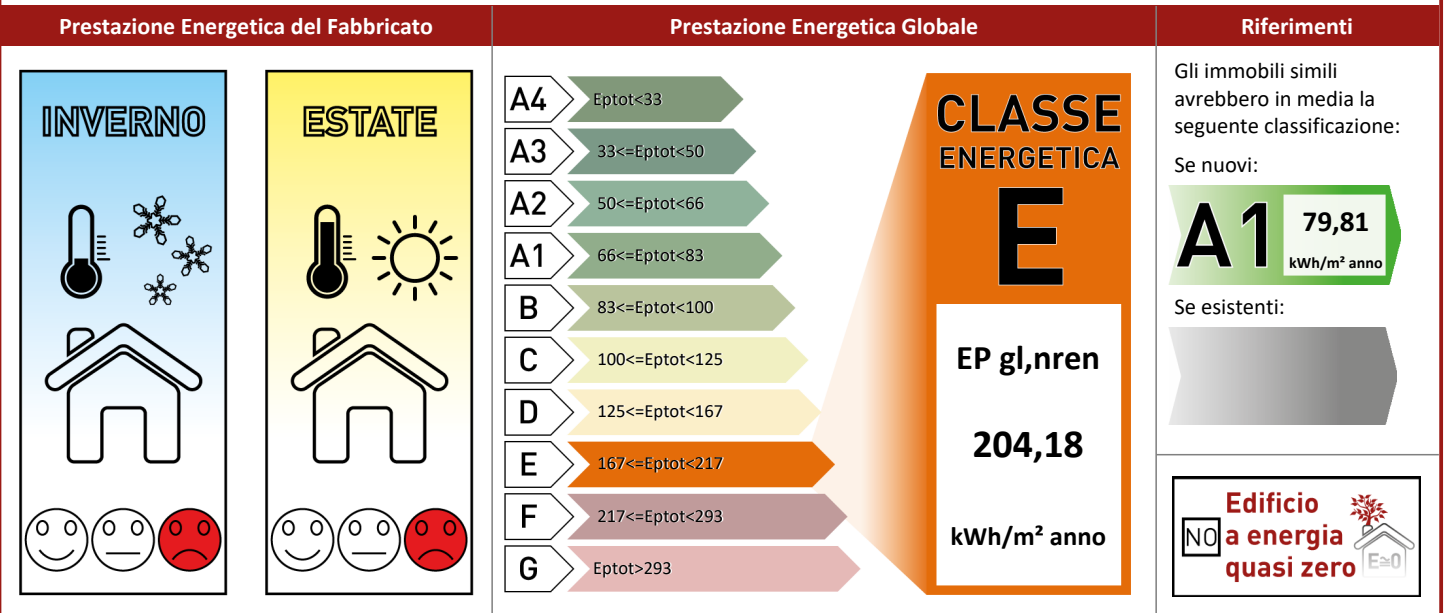 Prestazione Energetica del Fabbricato
INVERNO
ESTATE
Prestazione Energetica Globale
A4 Eptot<33
A3 33<=Eptot<50
A2 50<=Eptot<66
A1 66<=Eptot<83
B 83<=Eptot<100
C 100<=Eptot<125
D 125<=Eptot<167
E 167<=Eptot<217
F 217<=Eptot<293
G Eptot>293
CLASSE
ENERGETICA
E
EP gl,nren
204,18
kWh/m² anno
Riferimenti
Gli immobili simili
avrebbero in media la
seguente classificazione:
Se nuovi:
A1 79,81
kWh/m² anno
Se esistenti:
Edificio
NO a energia
quasi zero
E≅0